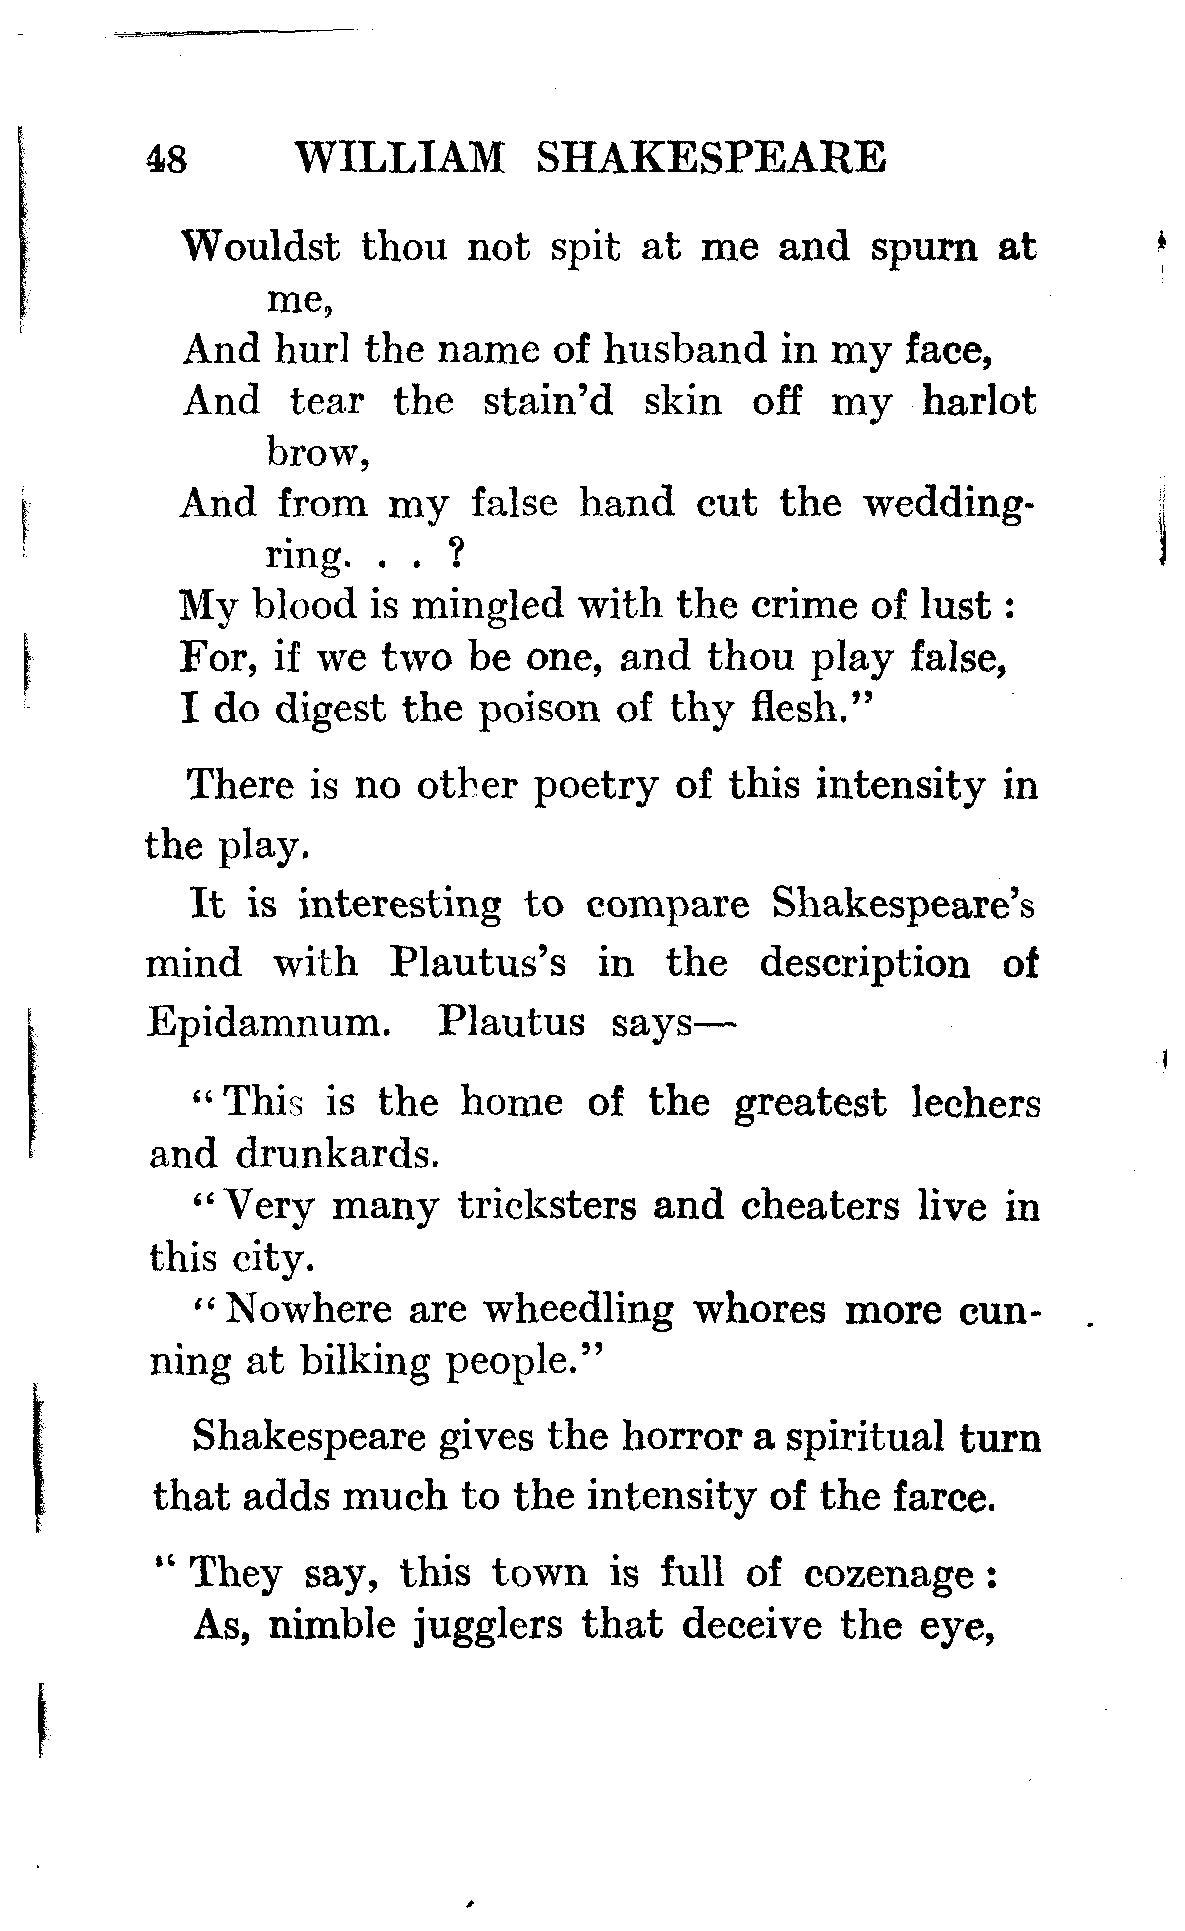 48 WILLIAM SHAKESPEARE
Wouldst thou not spit at me and spurn at
me,
And hurl the name of husband in my face,
And tear the stain’d skin off my harlot
brow,
And from my false hand cut the wedding-
ring. . . ?
My blood is mingled with the crime of lust :
For, if we two be one, and thou play false,
I do digest the poison of thy flesh.”
There is no other poetry of this intensity in
the play.
It is interesting to compare Shakespeare’s
mind with Plautus’s in the description of
Epidamnum. Plautus says—
“ This is the home of the greatest lechers
and drunkards.
“ Very many tricksters and cheaters live in
this city.
“ Nowhere are wheedling whores more cun-
ning at bilking people.”
Shakespeare gives the horror a spiritual turn
that adds much to the intensity of the farce.
“ They say, this town is full of cozenage :
As, nimble jugglers that deceive the eye,